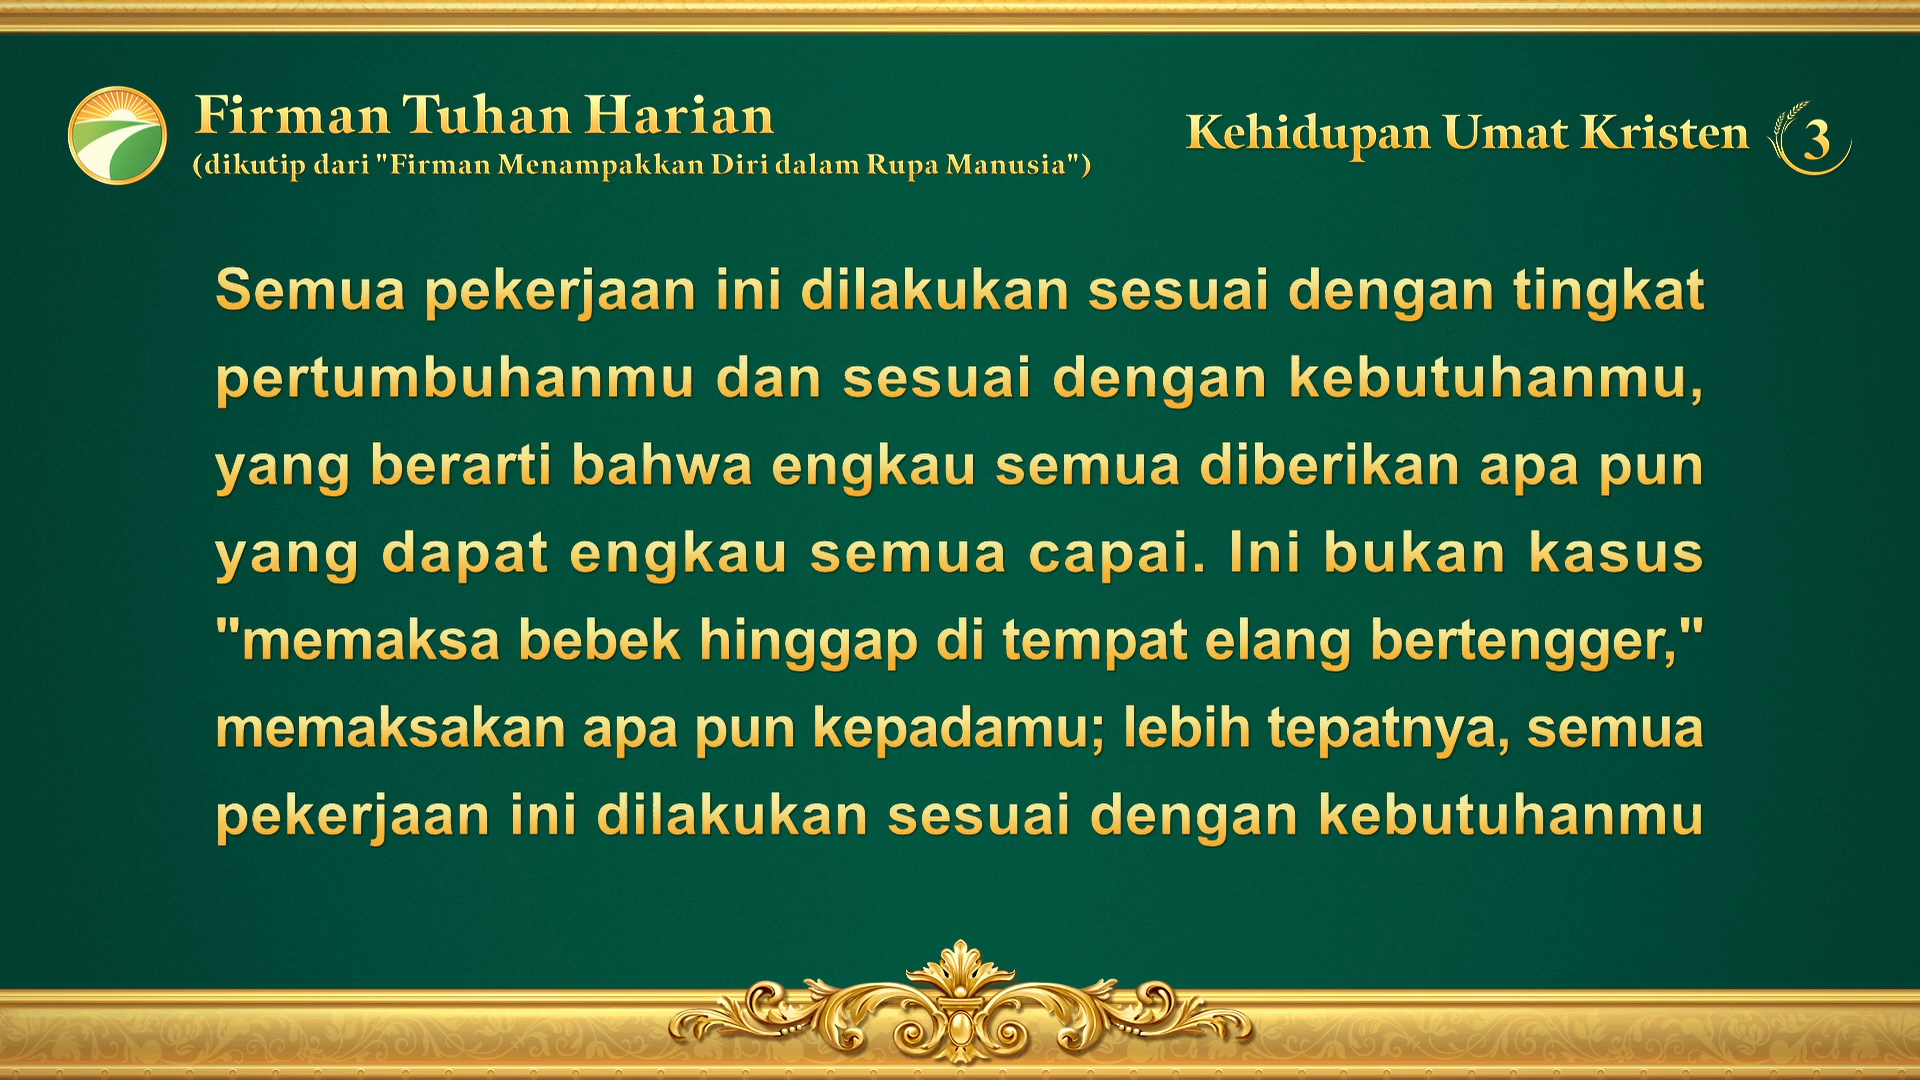 Firman Tuhan Harian
(dikutip dari "Firman Menampakkan Diri dalam Rupa Manusia")
Kehidupan Umat Kristen 3
Semua pekerjaan ini dilakukan sesuai dengan tingkat
pertumbuhanmu dan sesuai dengan kebutuhanmu,
yang berarti bahwa engkau semua diberikan apa pun
yang dapat engkau semua capai. Ini bukan kasus
"memaksa bebek hinggap di tempat elang bertengger,"
memaksakan apa pun kepadamu; lebih tepatnya, semua
pekerjaan ini dilakukan sesuai dengan kebutuhanmu